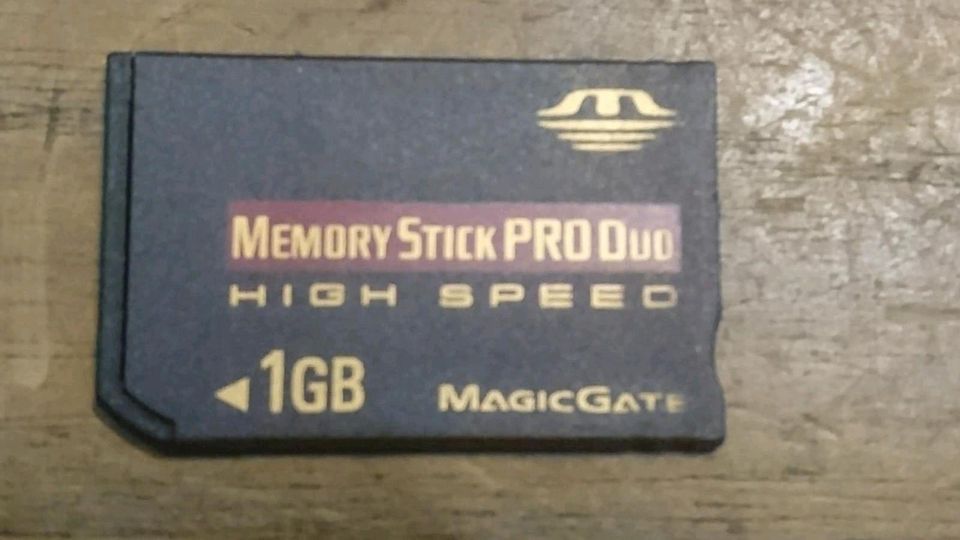 MEMORY STICK PRO DUO
HIGH SPEED
◄1GB MAGICGATE